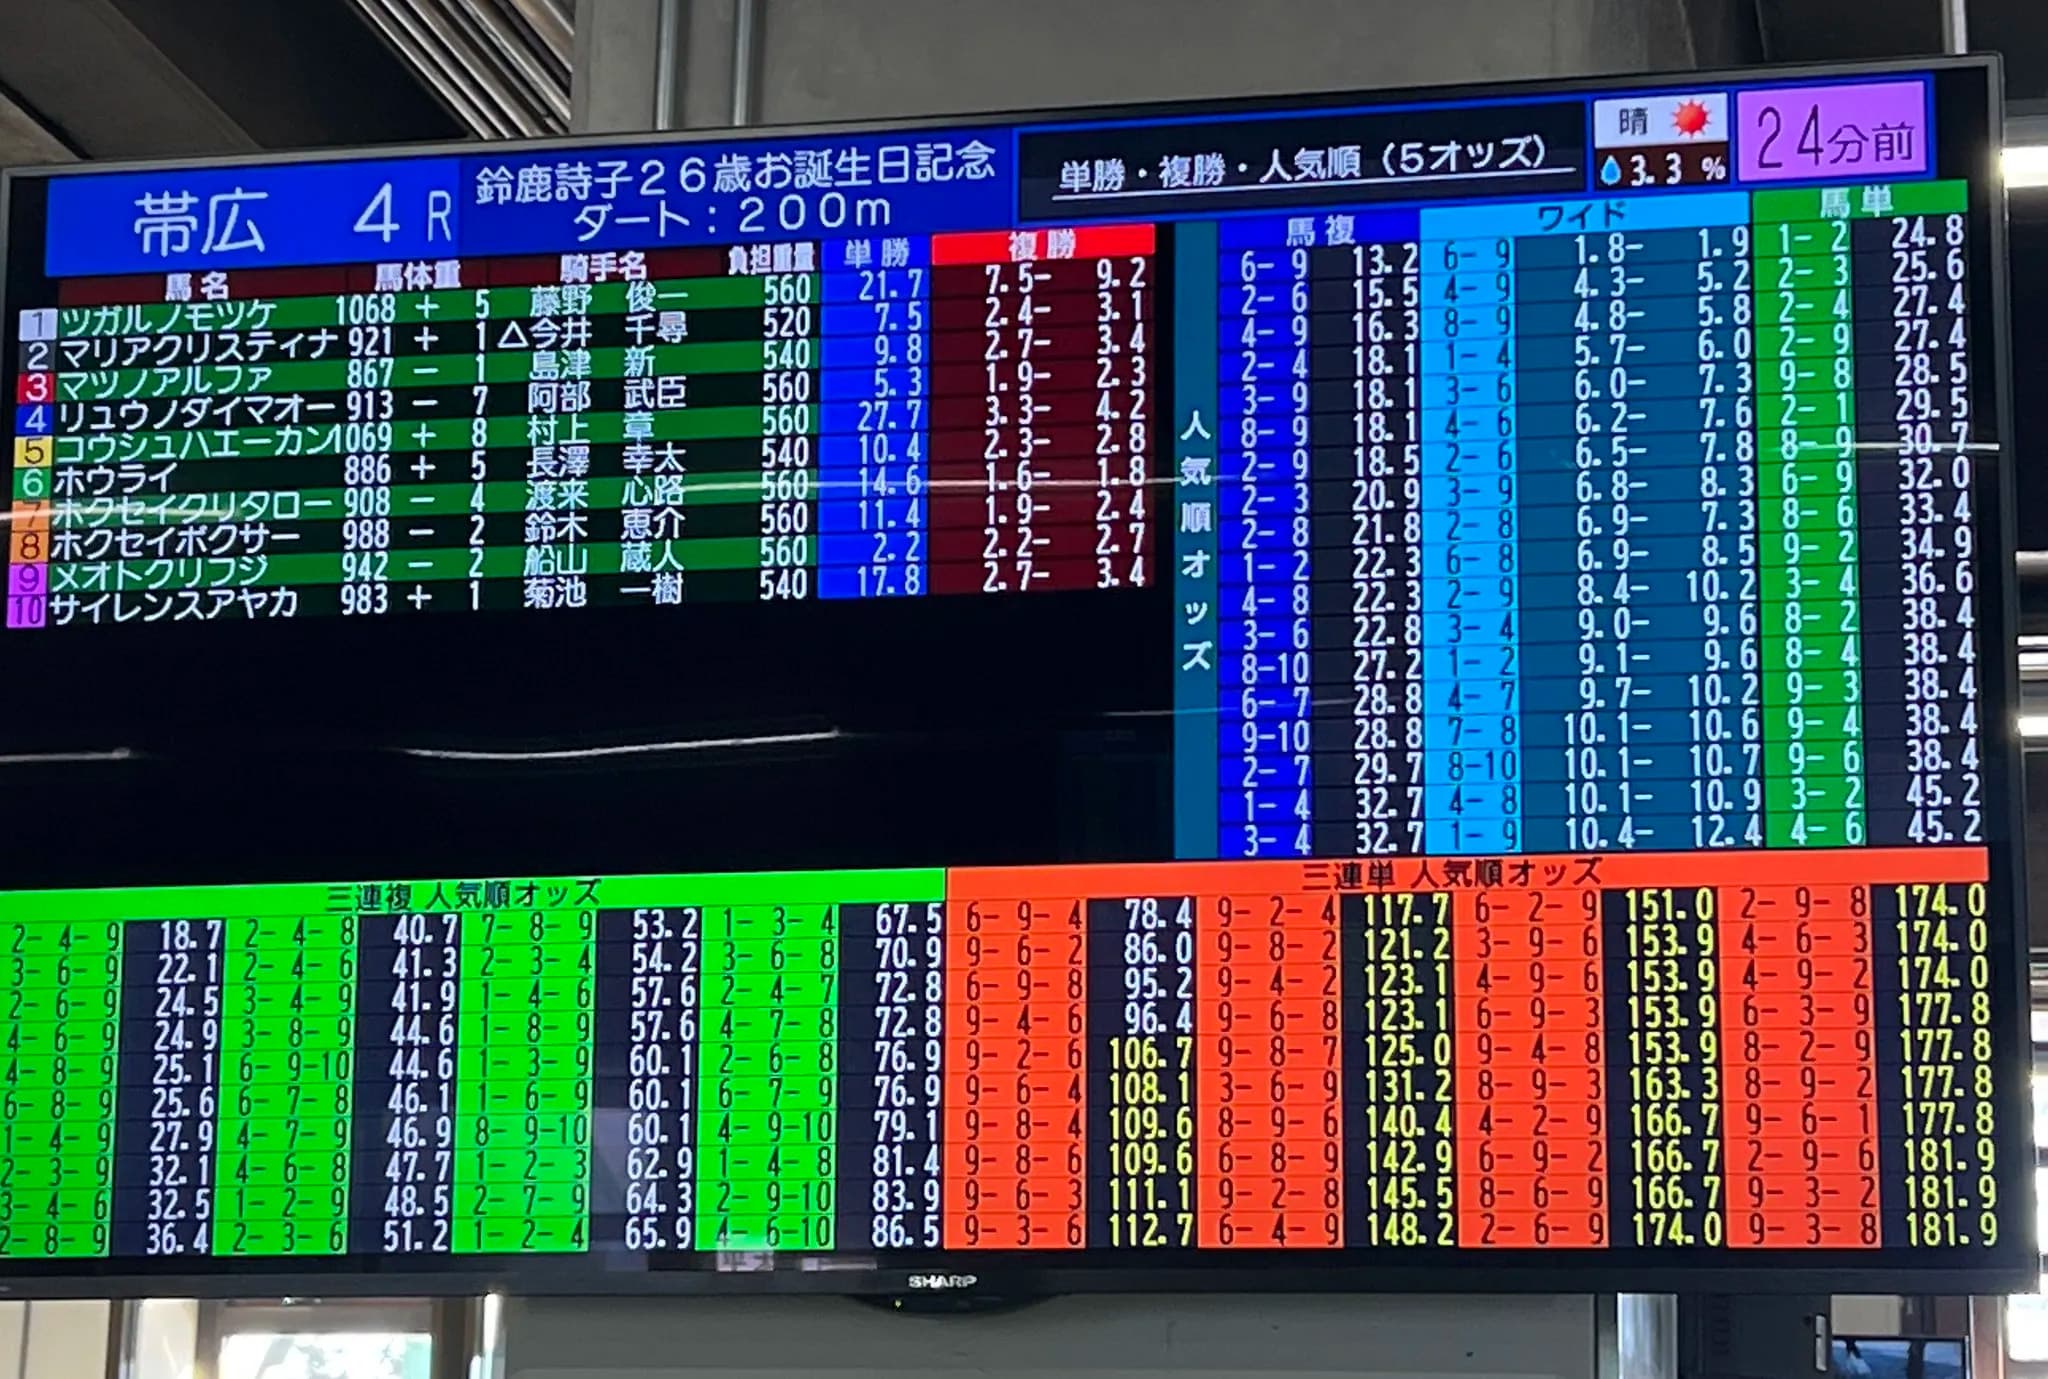 帯広 4R
鈴鹿詩子26歳お誕生日記念
ダート:200m
単勝・複勝・人気順(5オッズ)
晴
3.3 %
24分前
馬名 馬体重 騎手名 負担重量 単勝 複勝
1 ツガルノモツケ 1068 + 5 藤野 俊一 560 21.7 7.5- 9.2
2 マリアクリスティナ 921 + 1 △今井 千尋 520 7.5 2.4- 3.1
3 マツノアルファ 867 - 1 島津 新 540 9.8 2.7- 3.4
4 リュウノダイマオー 913 - 7 阿部 武臣 560 5.3 1.9- 2.3
5 コウシュハエーカン 1069 + 8 村上 章 560 27.7 3.3- 4.2
6 ホウライ 886 + 5 長澤 幸太 540 10.4 2.3- 2.8
7 ホクセイクリタロー 908 - 4 渡来 心路 560 14.6 1.6- 1.8
8 ホクセイボクサー 988 - 2 鈴木 恵介 560 11.4 1.9- 2.4
9 メオトクリフジ 942 - 2 船山 蔵人 560 2.2 2.2- 2.7
10 サイレンスアヤカ 983 + 1 菊池 一樹 540 17.8 2.7- 3.4
人気順オッズ
馬複 ワイド 馬単
6- 9 13.2 6- 9 1.8- 1.9 1- 2 24.8
2- 6 15.5 4- 9 4.3- 5.2 2- 3 25.6
4- 9 16.3 8- 9 4.8- 5.8 2- 4 27.4
2- 4 18.1 1- 4 5.7- 6.0 2- 9 27.4
3- 9 18.1 3- 6 6.0- 7.3 9- 8 28.5
8- 9 18.1 4- 6 6.2- 7.6 2- 1 29.5
2- 9 18.5 2- 6 6.5- 7.8 8- 9 30.7
2- 3 20.9 3- 9 6.8- 8.3 6- 9 32.0
2- 8 21.8 2- 8 6.9- 7.3 8- 6 33.4
1- 2 22.3 6- 8 6.9- 8.5 9- 2 34.9
4- 8 22.3 2- 9 8.4- 10.2 3- 4 36.6
3- 6 22.8 3- 4 9.0- 9.6 8- 2 38.4
8-10 27.2 1- 2 9.1- 9.6 8- 4 38.4
6- 7 28.8 4- 7 9.7- 10.2 9- 3 38.4
9-10 28.8 7- 8 10.1- 10.6 9- 4 38.4
2- 7 29.7 8-10 10.1- 10.7 9- 6 38.4
1- 4 32.7 4- 8 10.1- 10.9 3- 2 45.2
3- 4 32.7 1- 9 10.4- 12.4 4- 6 45.2
三連複 人気順オッズ 三連単 人気順オッズ
2- 4- 9 18.7 2- 4- 8 40.7 7- 8- 9 53.2 1- 3- 4 67.5 6- 9- 4 78.4 9- 2- 4 117.7 6- 2- 9 151.0 2- 9- 8 174.0
3- 6- 9 22.1 2- 4- 6 41.3 2- 3- 4 54.2 3- 6- 8 70.9 9- 6- 2 86.0 9- 8- 2 121.2 3- 9- 6 153.9 4- 6- 3 174.0
2- 6- 9 24.5 3- 4- 9 41.9 1- 4- 6 57.6 2- 4- 7 72.8 6- 9- 8 95.2 9- 4- 2 123.1 4- 9- 6 153.9 4- 9- 2 174.0
4- 6- 9 24.9 3- 8- 9 44.6 1- 8- 9 57.6 4- 7- 8 72.8 9- 4- 6 96.4 9- 6- 8 123.1 6- 9- 3 153.9 6- 3- 9 177.8
4- 8- 9 25.1 6- 9-10 44.6 1- 3- 9 60.1 2- 6- 8 76.9 9- 2- 6 106.7 9- 8- 7 125.0 9- 4- 8 153.9 8- 2- 9 177.8
6- 8- 9 25.6 6- 7- 8 46.1 1- 6- 9 60.1 6- 7- 9 76.9 9- 6- 4 108.1 3- 6- 9 131.2 8- 9- 3 163.3 8- 9- 2 177.8
1- 4- 9 27.9 4- 7- 9 46.9 8- 9-10 60.1 4- 9-10 79.1 9- 8- 4 109.6 8- 9- 6 140.4 4- 2- 9 166.7 9- 6- 1 177.8
2- 3- 9 32.1 4- 6- 8 47.7 1- 2- 3 62.9 1- 4- 8 81.4 9- 8- 6 109.6 6- 8- 9 142.9 6- 9- 2 166.7 2- 9- 6 181.9
3- 4- 6 32.5 1- 2- 9 48.5 2- 7- 9 64.3 2- 9-10 83.9 9- 6- 3 111.1 9- 2- 8 145.5 8- 6- 9 166.7 9- 3- 2 181.9
2- 8- 9 36.4 2- 3- 6 51.2 1- 2- 4 65.9 4- 6-10 86.5 9- 3- 6 112.7 6- 4- 9 148.2 2- 6- 9 174.0 9- 3- 8 181.9
SHARP